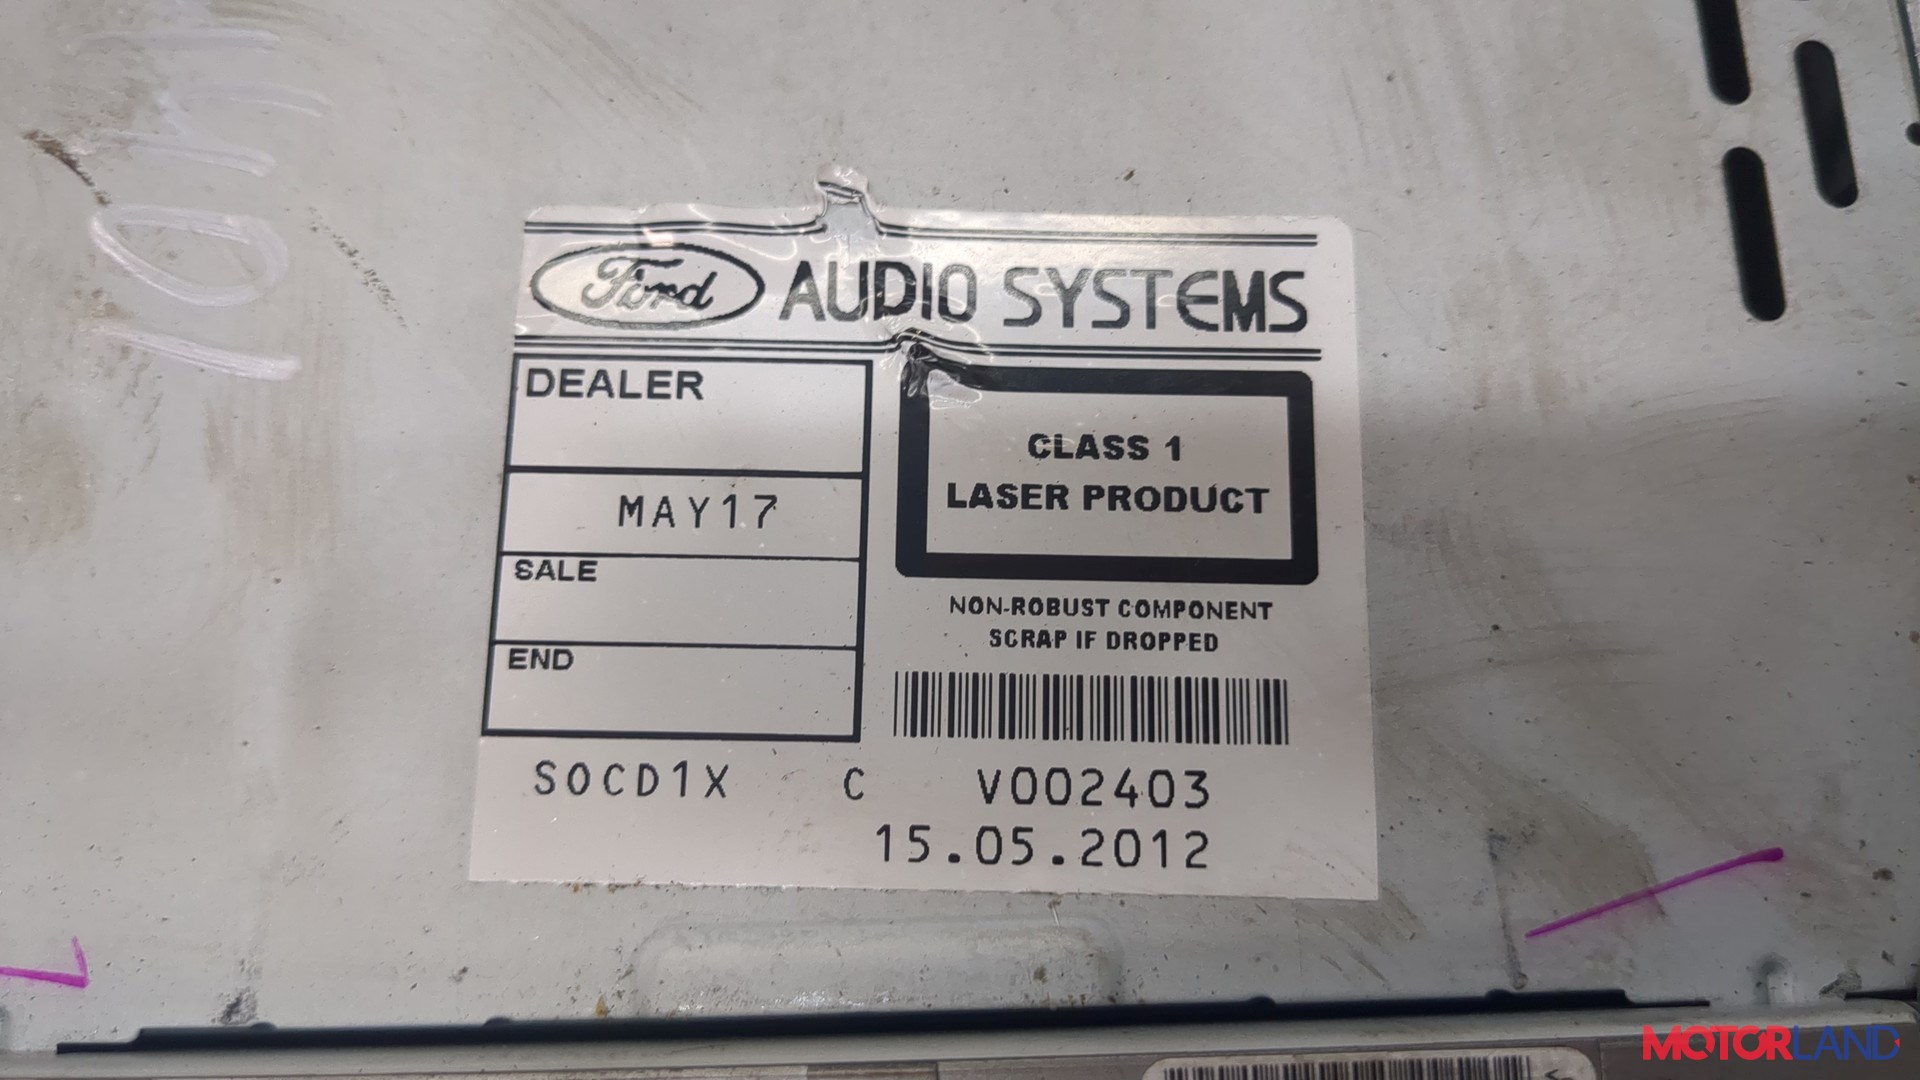 Ford AUDIO SYSTEMS
DEALER
MAY17
SALE
END
CLASS 1
LASER PRODUCT
NON-ROBUST COMPONENT
SCRAP IF DROPPED
SOCD1X C V002403
15.05.2012
MOTORLAND